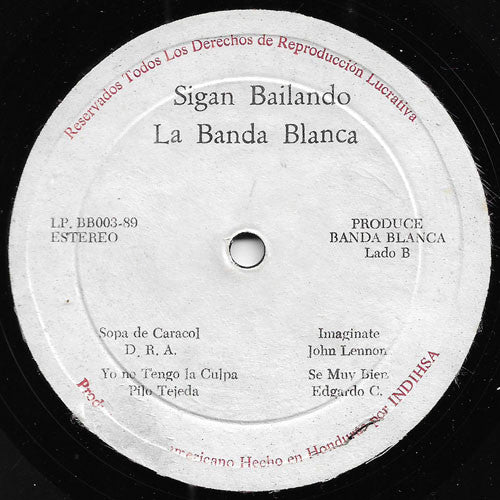 Reservados Todos Los Derechos de Reproducción Lucrativa
Sigan Bailando
La Banda Blanca
LP. BB003-89
ESTEREO
PRODUCE
BANDA BLANCA
Lado B
Sopa de Caracol
D. R. A.
Yo no Tengo la Culpa
Pilo Tejeda
Imaginate
John Lennon
Se Muy Bien
Edgardo C.
americano Hecho en Honduras por INDIHSA